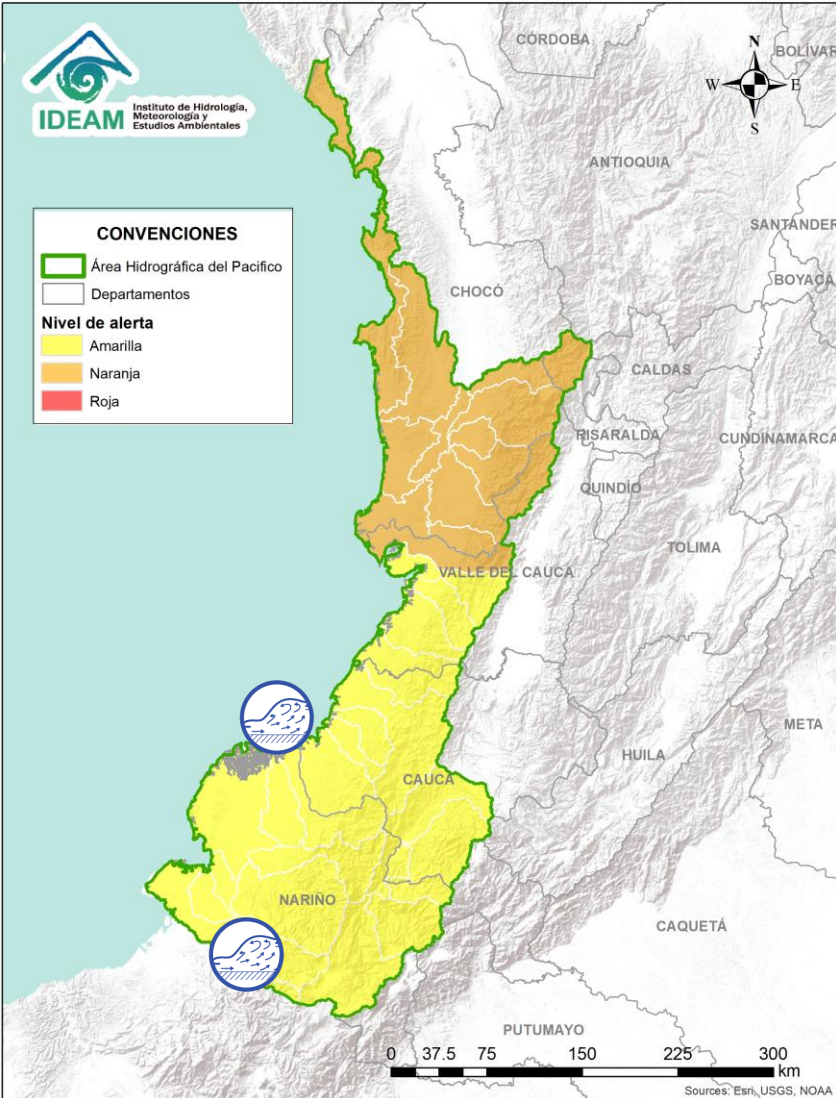 IDEAM
Instituto de Hidrología,
Meteorología y
Estudios Ambientales
CONVENCIONES
Área Hidrográfica del Pacifico
Departamentos
Nivel de alerta
Amarilla
Naranja
Roja
N
W E
S
CÓRDOBA
BOLÍVAR
ANTIOQUIA
SANTANDER
BOYACÁ
CHOCÓ
CALDAS
RISARALDA
CUNDINAMARCA
QUINDÍO
TOLIMA
VALLE DEL CAUCA
META
HUILA
CAUCA
NARIÑO
CAQUETÁ
PUTUMAYO
0 37.5 75 150 225 300
km
Sources: Esri, USGS, NOAA